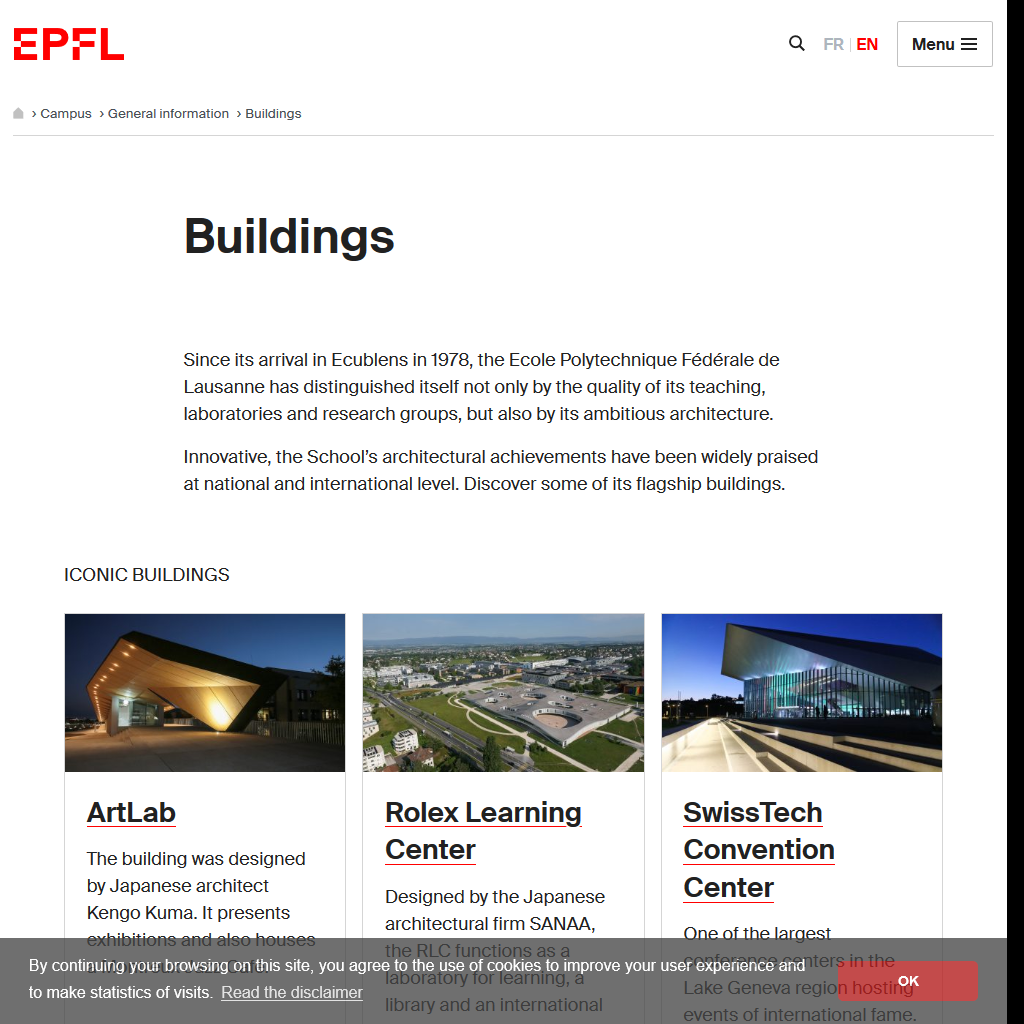 EPFL
FR EN Menu
› Campus › General information › Buildings
Buildings
Since its arrival in Ecublens in 1978, the Ecole Polytechnique Fédérale de
Lausanne has distinguished itself not only by the quality of its teaching,
laboratories and research groups, but also by its ambitious architecture.
Innovative, the School’s architectural achievements have been widely praised
at national and international level. Discover some of its flagship buildings.
ICONIC BUILDINGS
ArtLab
The building was designed
by Japanese architect
Kengo Kuma. It presents
exhibitions and also houses
Rolex Learning
Center
Designed by the Japanese
architectural firm SANAA,
the RLC functions as a
laboratory for learning, a
library and an international
SwissTech
Convention
Center
One of the largest
conference centers in the
Lake Geneva region hosting
events of international fame.
By continuing your browsing on this site, you agree to the use of cookies to improve your user experience and
to make statistics of visits. Read the disclaimer
OK